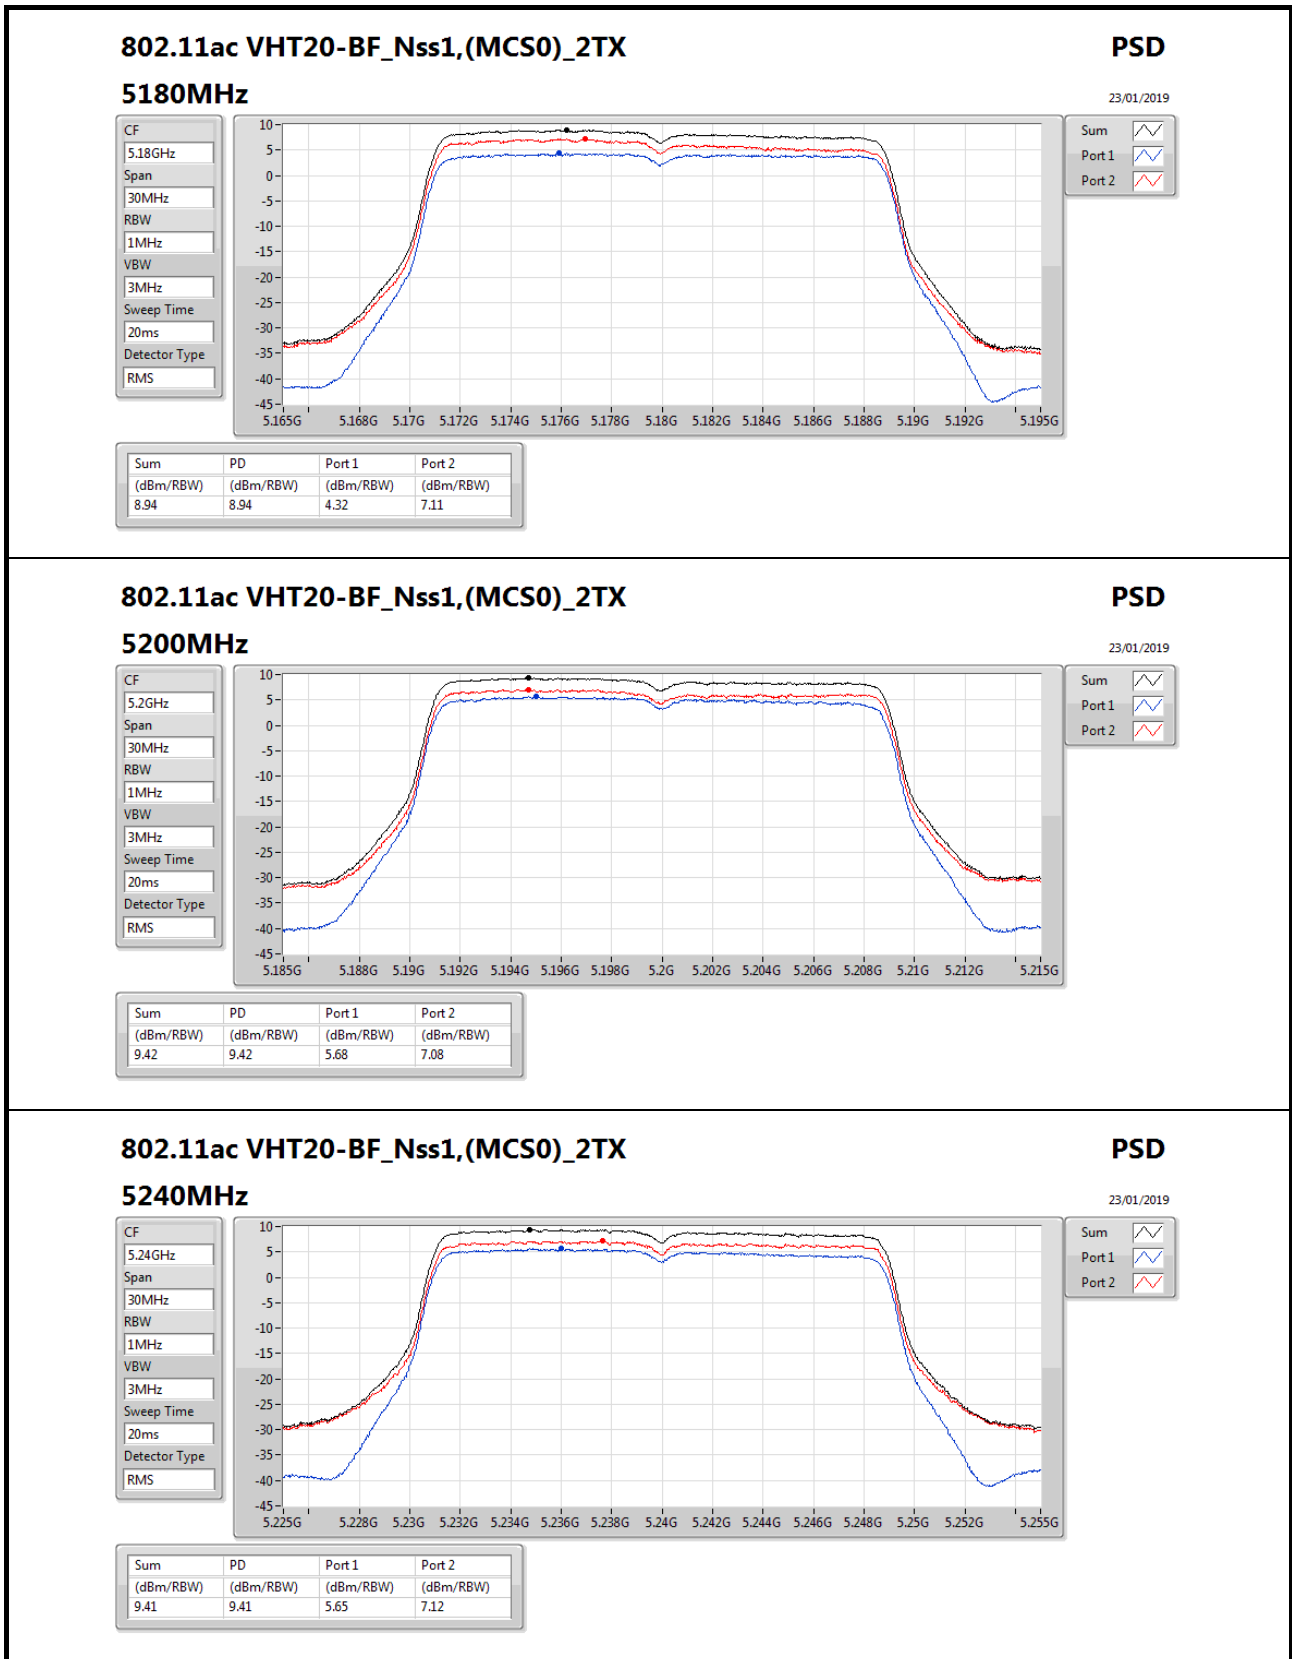 802.11ac VHT20-BF_Nss1,(MCS0)_2TX PSD
5180MHz 23/01/2019
CF
5.18GHz
Span
30MHz
RBW
1MHz
VBW
3MHz
Sweep Time
20ms
Detector Type
RMS
10
5
0
-5
-10
-15
-20
-25
-30
-35
-40
-45
5.165G 5.168G 5.17G 5.172G 5.174G 5.176G 5.178G 5.18G 5.182G 5.184G 5.186G 5.188G 5.19G 5.192G 5.195G
Sum
Port 1
Port 2
Sum PD Port 1 Port 2
(dBm/RBW) (dBm/RBW) (dBm/RBW) (dBm/RBW)
8.94 8.94 4.32 7.11
802.11ac VHT20-BF_Nss1,(MCS0)_2TX PSD
5200MHz 23/01/2019
CF
5.2GHz
Span
30MHz
RBW
1MHz
VBW
3MHz
Sweep Time
20ms
Detector Type
RMS
10
5
0
-5
-10
-15
-20
-25
-30
-35
-40
-45
5.185G 5.188G 5.19G 5.192G 5.194G 5.196G 5.198G 5.2G 5.202G 5.204G 5.206G 5.208G 5.21G 5.212G 5.215G
Sum
Port 1
Port 2
Sum PD Port 1 Port 2
(dBm/RBW) (dBm/RBW) (dBm/RBW) (dBm/RBW)
9.42 9.42 5.68 7.08
802.11ac VHT20-BF_Nss1,(MCS0)_2TX PSD
5240MHz 23/01/2019
CF
5.24GHz
Span
30MHz
RBW
1MHz
VBW
3MHz
Sweep Time
20ms
Detector Type
RMS
10
5
0
-5
-10
-15
-20
-25
-30
-35
-40
-45
5.225G 5.228G 5.23G 5.232G 5.234G 5.236G 5.238G 5.24G 5.242G 5.244G 5.246G 5.248G 5.25G 5.252G 5.255G
Sum
Port 1
Port 2
Sum PD Port 1 Port 2
(dBm/RBW) (dBm/RBW) (dBm/RBW) (dBm/RBW)
9.41 9.41 5.65 7.12